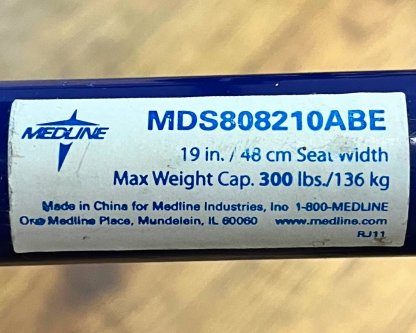 MEDLINE
MDS808210ABE
19 in. / 48 cm Seat Width
Max Weight Cap. 300 lbs./136 kg
Made in China for Medline Industries, Inc 1-800-MEDLINE
One Medline Place, Mundelein, IL 60060 www.medline.com
RJ11